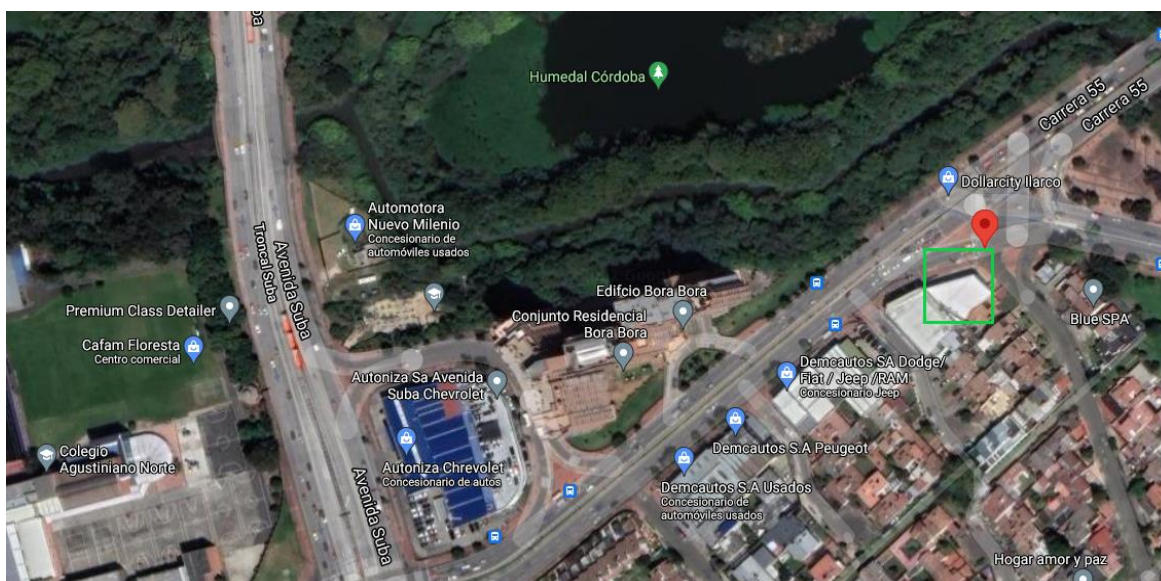 Humedal Córdoba
Carrera 55
Carrera 55
Dollarcity Ilarco
Automotora
Nuevo Milenio
Concesionario de
automóviles usados
Troncal Suba
Avenida Suba
Premium Class Detailer
Cafam Floresta
Centro comercial
Edifcio Bora Bora
Conjunto Residencial
Bora Bora
Blue SPA
Autoniza Sa Avenida
Suba Chevrolet
Demcautos SA Dodge/
Fiat / Jeep /RAM
Concesionario Jeep
Demcautos S.A Peugeot
Colegio
Agustiniano Norte
Autoniza Chrevolet
Concesionario de autos
Avenida Suba
Demcautos S.A Usados
Concesionario de
automóviles usados
Hogar amor y paz